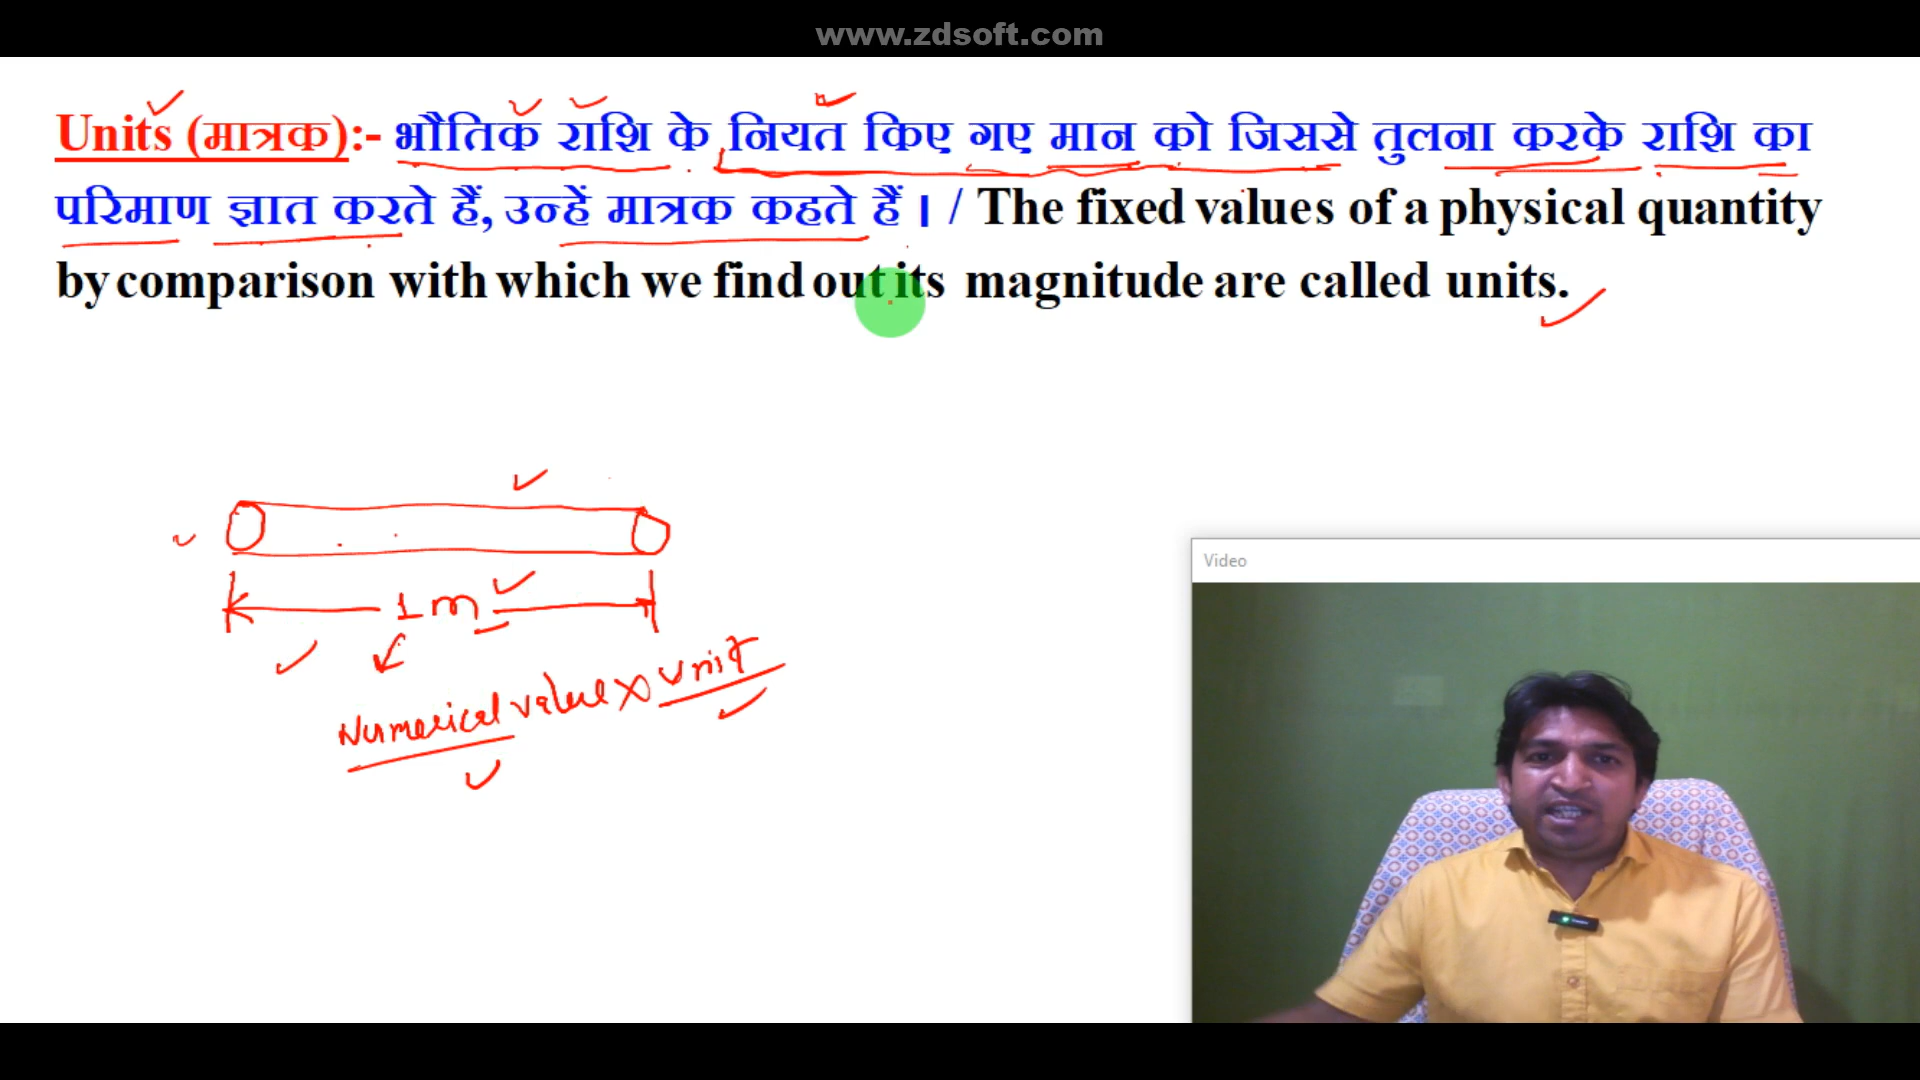 www.zdsoft.com
Units (मात्रक):- भौतिक राशि के नियत किए गए मान को जिससे तुलना करके राशि का
परिमाण ज्ञात करते हैं, उन्हें मात्रक कहते हैं । / The fixed values of a physical quantity
by comparison with which we find out its magnitude are called units.
1 m
Numerical value × unit
Video